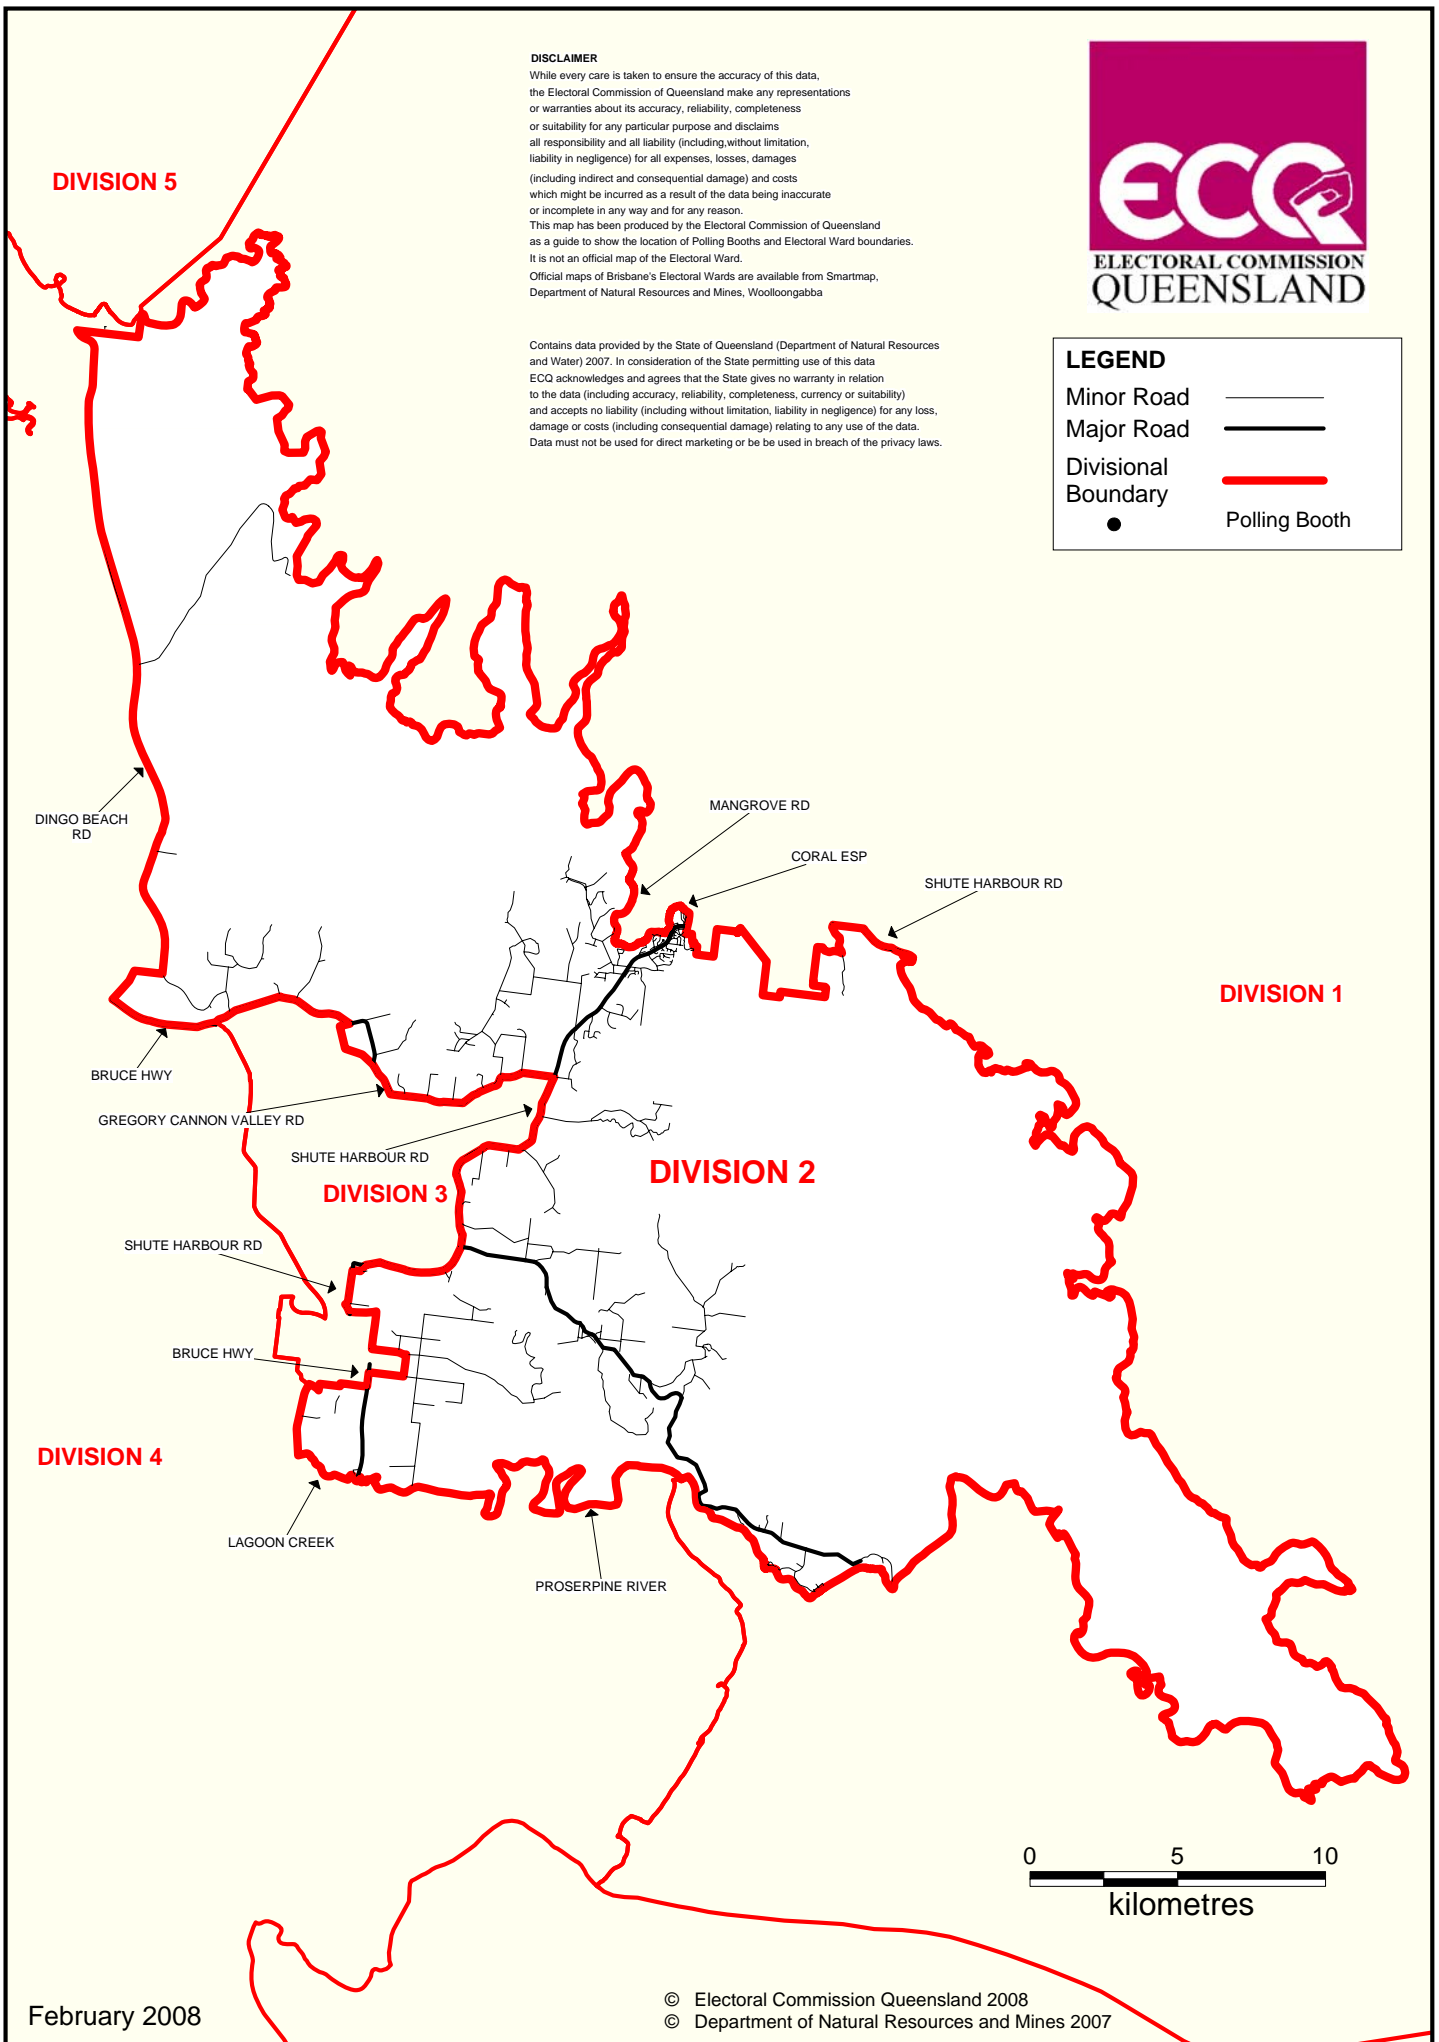 DISCLAIMER
While every care is taken to ensure the accuracy of this data,
the Electoral Commission of Queensland make any representations
or warranties about its accuracy, reliability, completeness
or suitability for any particular purpose and disclaims
all responsibility and all liability (including,without limitation,
liability in negligence) for all expenses, losses, damages
(including indirect and consequential damage) and costs
which might be incurred as a result of the data being inaccurate
or incomplete in any way and for any reason.
This map has been produced by the Electoral Commission of Queensland
as a guide to show the location of Polling Booths and Electoral Ward boundaries.
It is not an official map of the Electoral Ward.
Official maps of Brisbane's Electoral Wards are available from Smartmap,
Department of Natural Resources and Mines, Woolloongabba
Contains data provided by the State of Queensland (Department of Natural Resources
and Water) 2007. In consideration of the State permitting use of this data
ECQ acknowledges and agrees that the State gives no warranty in relation
to the data (including accuracy, reliability, completeness, currency or suitability)
and accepts no liability (including without limitation, liability in negligence) for any loss,
damage or costs (including consequential damage) relating to any use of the data.
Data must not be used for direct marketing or be be used in breach of the privacy laws.
ECQ
ELECTORAL COMMISSION
QUEENSLAND
LEGEND
Minor Road
Major Road
Divisional
Boundary
Polling Booth
DIVISION 5
DINGO BEACH
RD
MANGROVE RD
CORAL ESP
SHUTE HARBOUR RD
DIVISION 1
BRUCE HWY
GREGORY CANNON VALLEY RD
SHUTE HARBOUR RD
DIVISION 2
DIVISION 3
SHUTE HARBOUR RD
BRUCE HWY
DIVISION 4
LAGOON CREEK
PROSERPINE RIVER
0 5 10
kilometres
February 2008
© Electoral Commission Queensland 2008
© Department of Natural Resources and Mines 2007